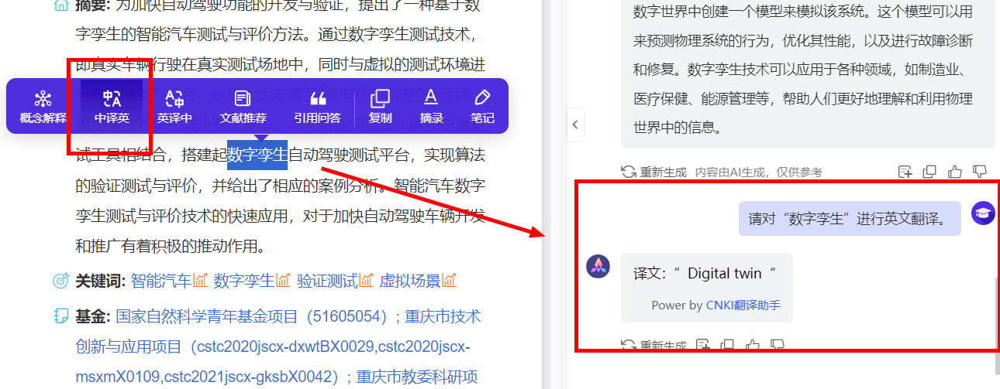 摘要: 为加快自动驾驶功能的开发与验证，提出了一种基于数
字孪生的智能汽车测试与评价方法。通过数字孪生测试技术，
即真实车辆行驶在真实测试场地中，同时与虚拟的测试环境进
概念解释 中译英 英译中 文献推荐 引用问答 复制 摘录 笔记
试工具相结合，搭建起数字孪生自动驾驶测试平台，实现算法
的验证测试与评价，并给出了相应的案例分析。智能汽车数字
孪生测试与评价技术的快速应用，对于加快自动驾驶车辆开发
和推广有着积极的推动作用。
关键词: 智能汽车 数字孪生 验证测试 虚拟场景
基金: 国家自然科学青年基金项目（51605054）; 重庆市技术
创新与应用项目（cstc2020jscx-dxwtBX0029,cstc2020jscx-
msxmX0109,cstc2021jscx-gksbX0042）; 重庆市教委科研项
数字世界中创建一个模型来模拟该系统。这个模型可以用
来预测物理系统的行为，优化其性能，以及进行故障诊断
和修复。数字孪生技术可以应用于各种领域，如制造业、
医疗保健、能源管理等，帮助人们更好地理解和利用物理
世界中的信息。
重新生成 内容由AI生成，仅供参考
请对“数字孪生”进行英文翻译。
译文：”Digital twin“
Power by CNKI翻译助手
重新生成